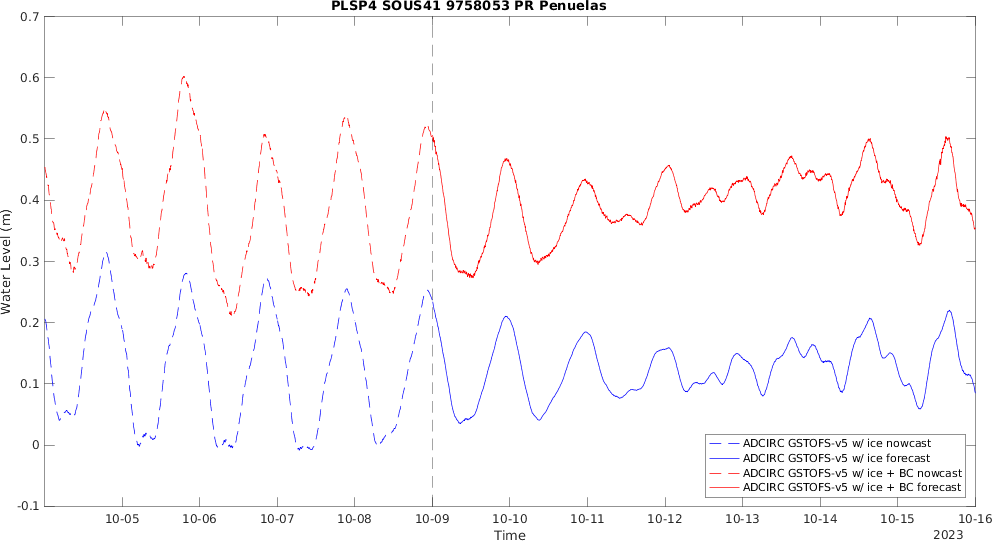 PLSP4 SOUS41 9758053 PR Penuelas
0.7
0.6
0.5
0.4
0.3
0.2
0.1
0
-0.1
Water Level (m)
ADCIRC GSTOFS-v5 w/ ice nowcast
ADCIRC GSTOFS-v5 w/ ice forecast
ADCIRC GSTOFS-v5 w/ ice + BC nowcast
ADCIRC GSTOFS-v5 w/ ice + BC forecast
10-05 10-06 10-07 10-08 10-09 10-10 10-11 10-12 10-13 10-14 10-15 10-16
Time
2023